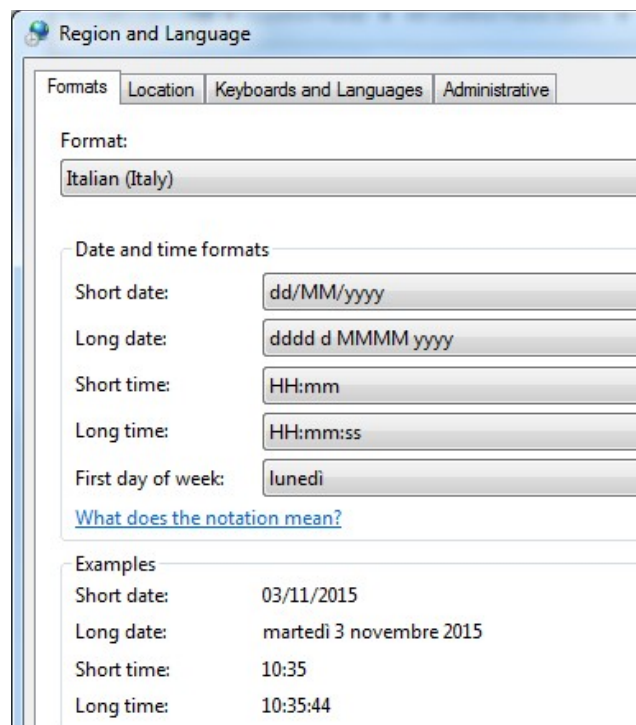 Region and Language
Formats Location Keyboards and Languages Administrative
Format:
Italian (Italy)
Date and time formats
Short date: dd/MM/yyyy
Long date: dddd d MMMM yyyy
Short time: HH:mm
Long time: HH:mm:ss
First day of week: lunedì
What does the notation mean?
Examples
Short date: 03/11/2015
Long date: martedì 3 novembre 2015
Short time: 10:35
Long time: 10:35:44